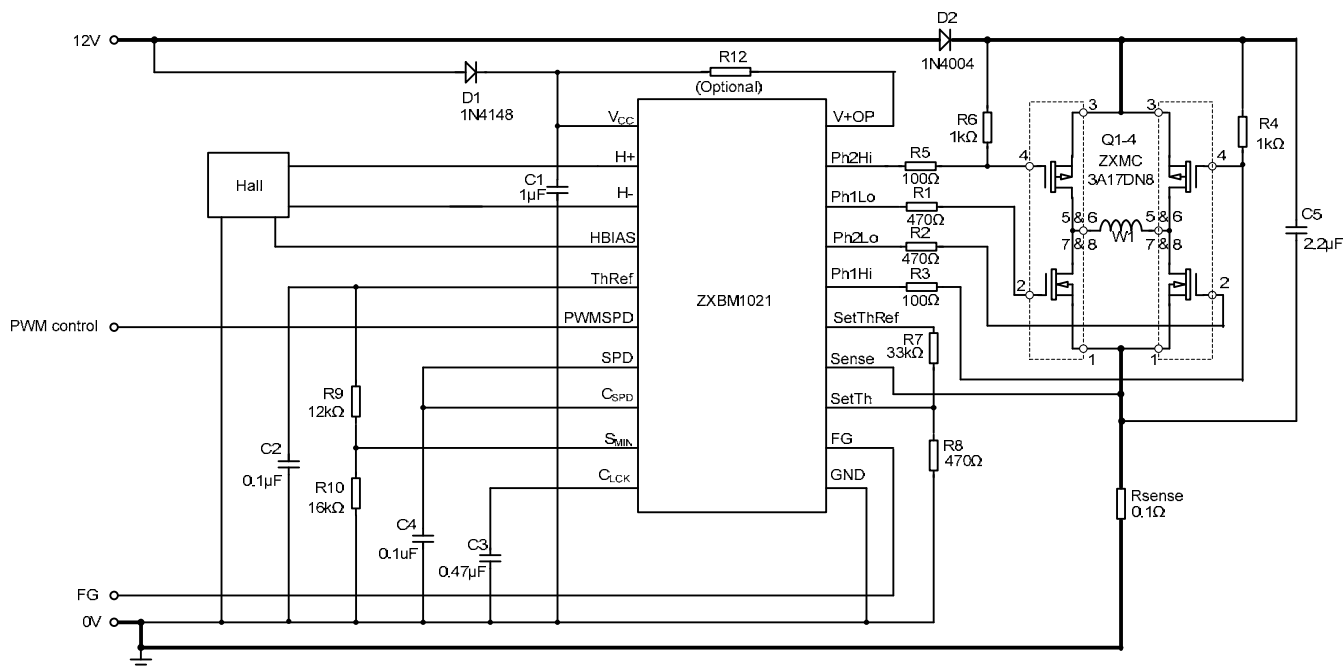 D2
12V
1N4004
R12
(Optional)
D1
1N4148
V_CC
V+OP
R6
1kΩ
3
3
Q1-4
ZXMC
3A17DN8
R4
1kΩ
H+
Ph2Hi
R5
100Ω
4
4
Hall
C1
1µF
H-
Ph1Lo
R1
470Ω
5 & 6
7 & 8
W1
5 & 6
7 & 8
C5
2.2µF
HBIAS
Ph2Lo
R2
470Ω
ThRef
Ph1Hi
R3
100Ω
2
2
ZXBM1021
PWM control
PWMSPD
SetThRef
R7
33kΩ
SPD
Sense
1
1
R9
12kΩ
C_SPD
SetTh
C2
0.1µF
S_MIN
FG
R8
470Ω
R10
16kΩ
C_LCK
GND
Rsense
0.1Ω
C4
0.1uF
C3
0.47µF
FG
0V